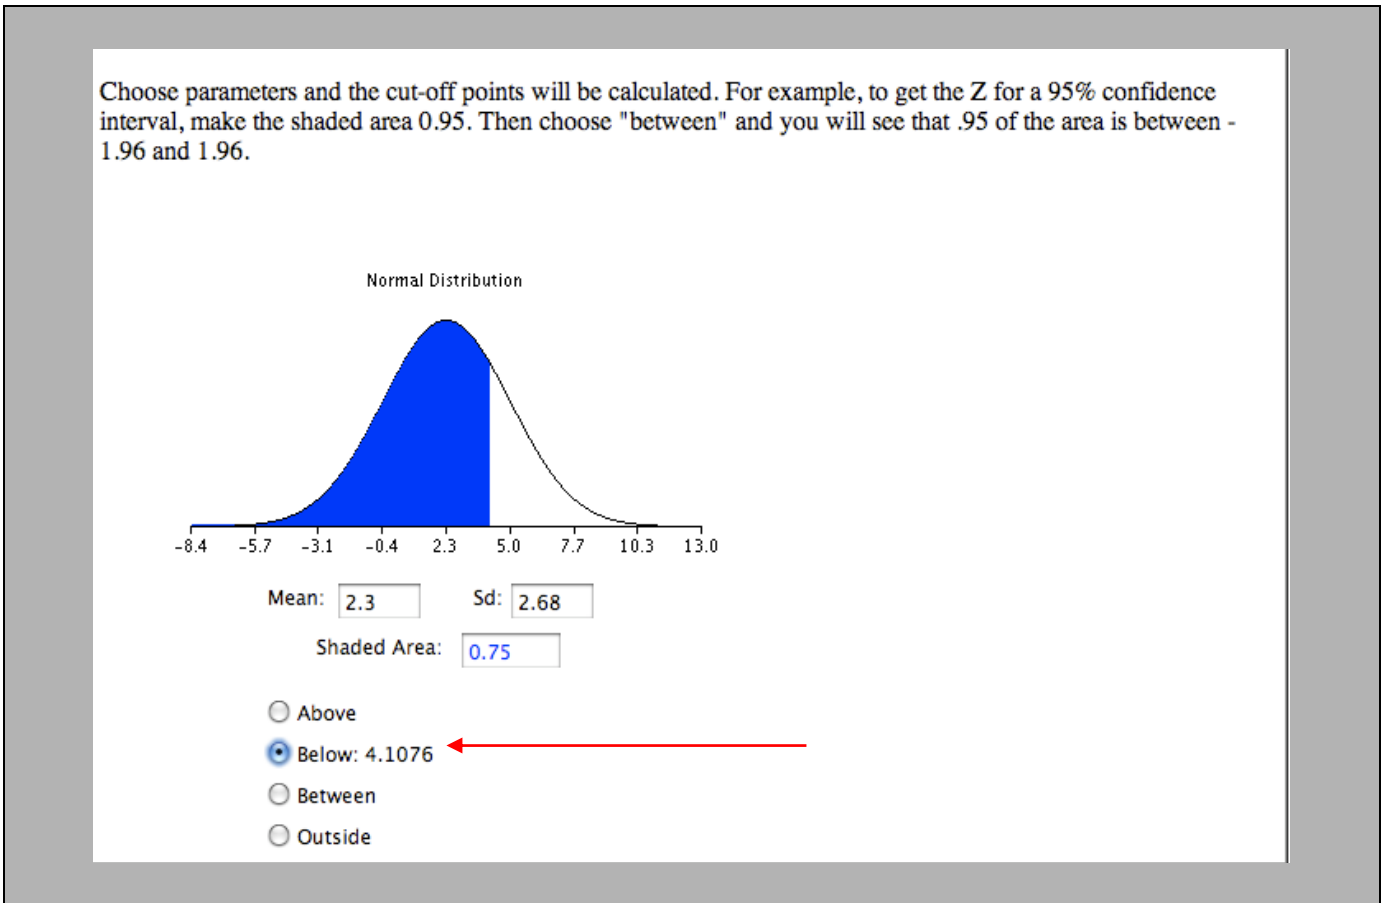 Choose parameters and the cut-off points will be calculated. For example, to get the Z for a 95% confidence
interval, make the shaded area 0.95. Then choose "between" and you will see that .95 of the area is between -
1.96 and 1.96.
Normal Distribution
-8.4 -5.7 -3.1 -0.4 2.3 5.0 7.7 10.3 13.0
Mean: 2.3 Sd: 2.68
Shaded Area: 0.75
Above
Below: 4.1076
Between
Outside